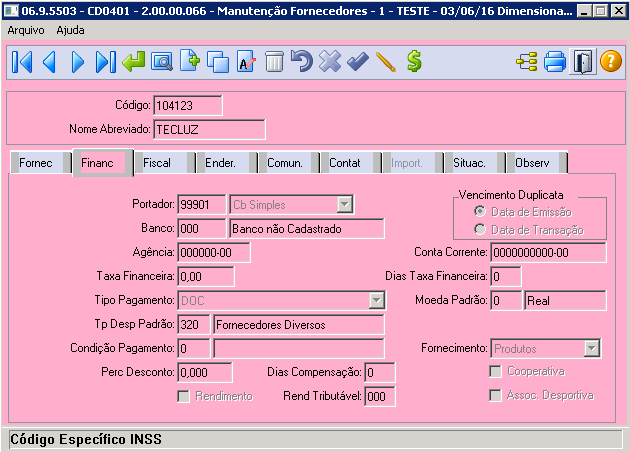 06.9.5503 - CD0401 - 2.00.00.066 - Manutenção Fornecedores - 1 - TESTE - 03/06/16 Dimensiona...
Arquivo Ajuda
$ ?
Código: 104123
Nome Abreviado: TECLUZ
Fornec Financ Fiscal Ender. Comun. Contat Import. Situac. Observ
Portador: 99901 Cb Simples
Vencimento Duplicata
Data de Emissão
Data de Transação
Banco: 000 Banco não Cadastrado
Agência: 000000-00 Conta Corrente: 0000000000-00
Taxa Financeira: 0,00 Dias Taxa Financeira: 0
Tipo Pagamento: DOC Moeda Padrão: 0 Real
Tp Desp Padrão: 320 Fornecedores Diversos
Condição Pagamento: 0 Fornecimento: Produtos
Perc Desconto: 0,000 Dias Compensação: 0 Cooperativa
Rendimento Rend Tributável: 000 Assoc. Desportiva
Código Específico INSS